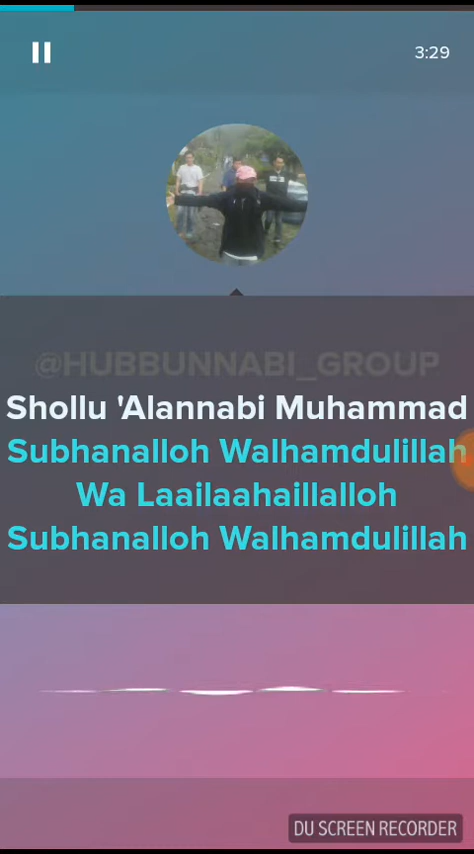 3:29
@HUBBUNNABI_GROUP
Shollu 'Alannabi Muhammad
Subhanalloh Walhamdulillah
Wa Laailaahaillalloh
Subhanalloh Walhamdulillah
DU SCREEN RECORDER